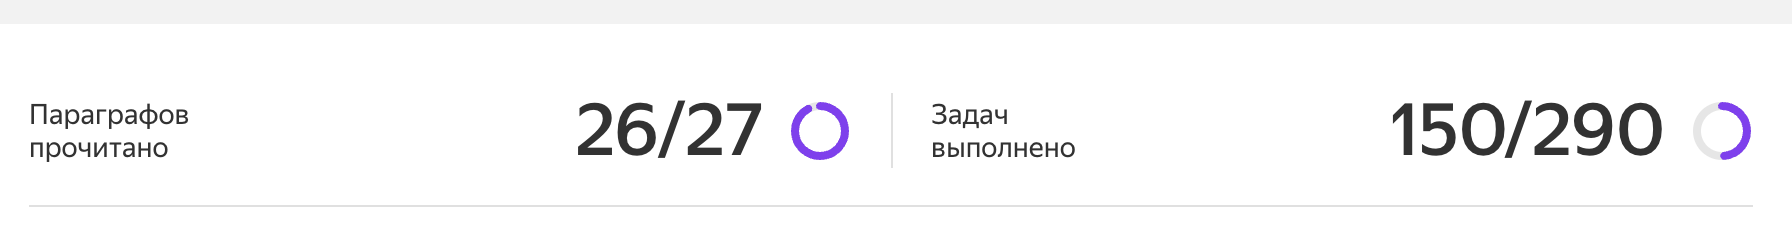 Параграфов
прочитано
26/27
Задач
выполнено
150/290